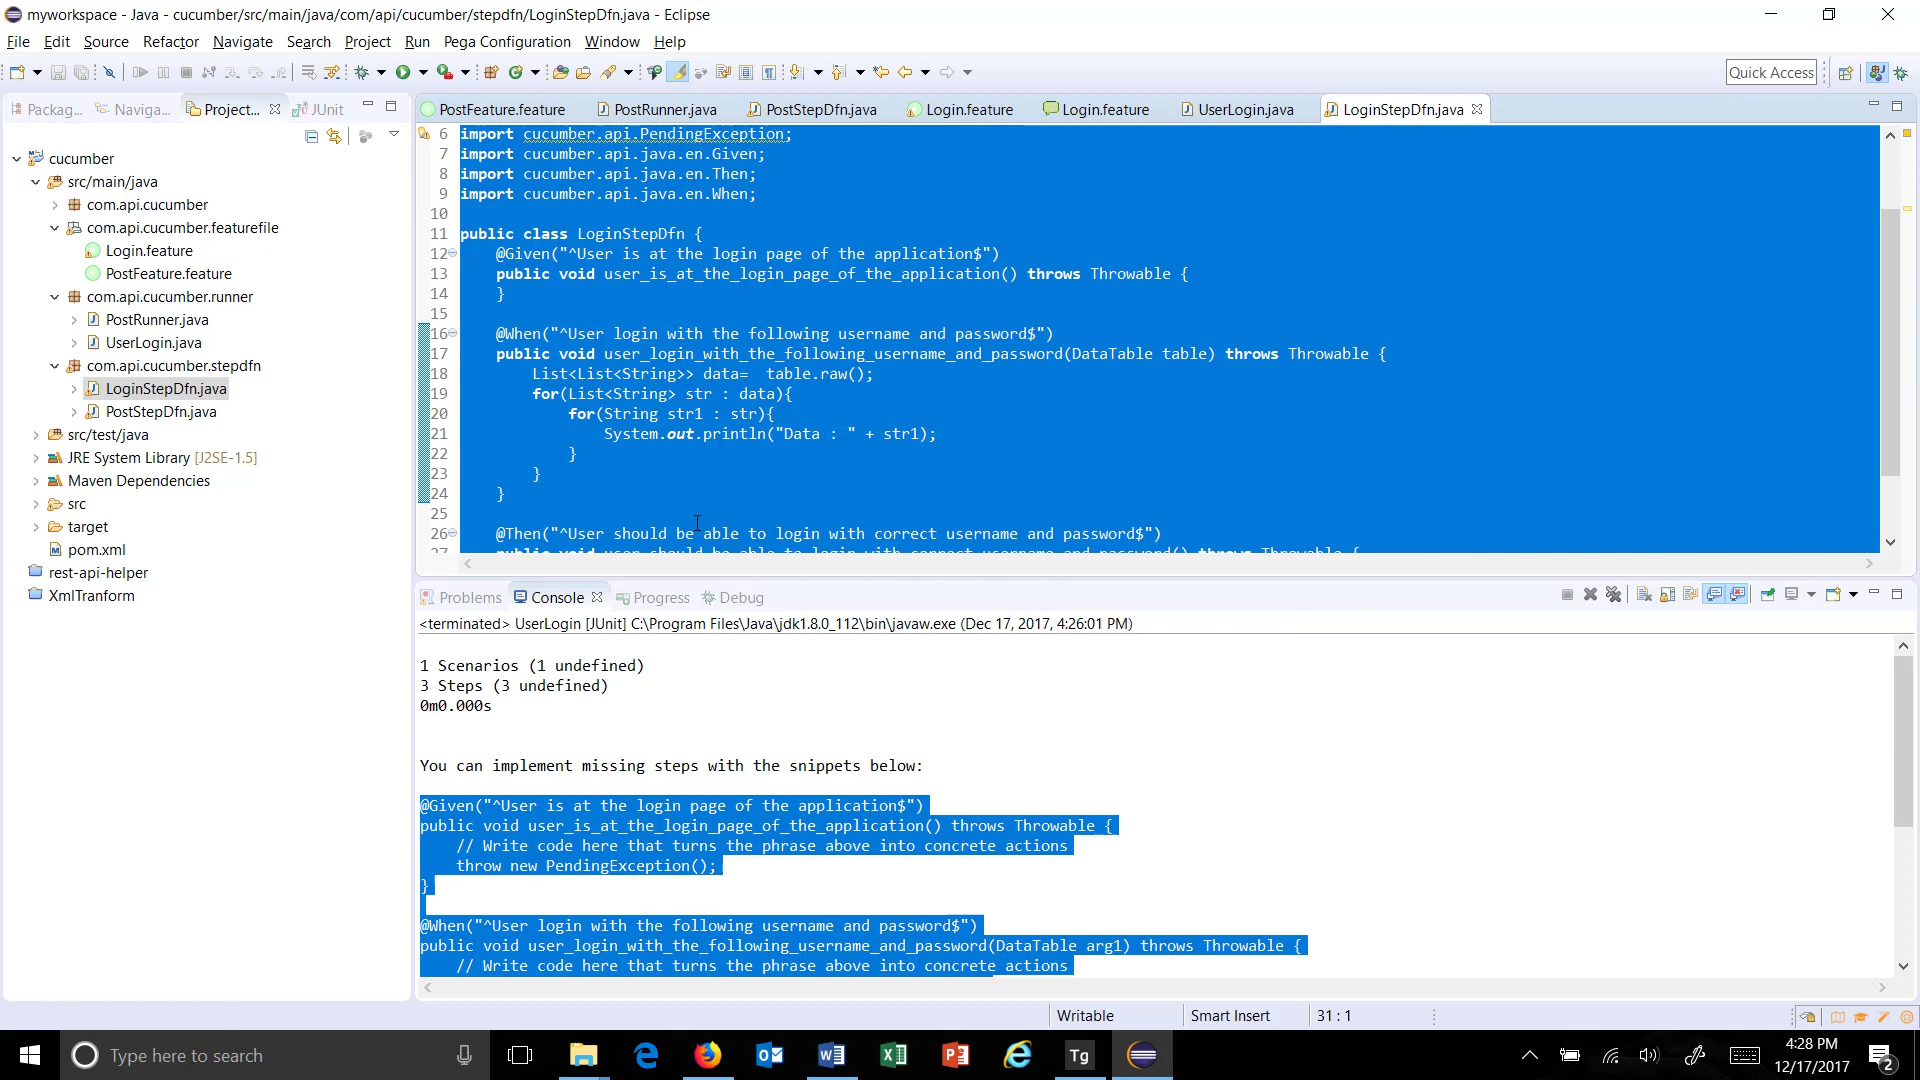 myworkspace - Java - cucumber/src/main/java/com/api/cucumber/stepdfn/LoginStepDfn.java - Eclipse
File Edit Source Refactor Navigate Search Project Run Pega Configuration Window Help
Quick Access
Packag... Naviga... Project... JUnit
PostFeature.feature PostRunner.java PostStepDfn.java Login.feature Login.feature UserLogin.java LoginStepDfn.java
cucumber
src/main/java
com.api.cucumber
com.api.cucumber.featurefile
Login.feature
PostFeature.feature
com.api.cucumber.runner
PostRunner.java
UserLogin.java
com.api.cucumber.stepdfn
LoginStepDfn.java
PostStepDfn.java
src/test/java
JRE System Library [J2SE-1.5]
Maven Dependencies
src
target
pom.xml
rest-api-helper
XmlTranform
6 import cucumber.api.PendingException;
7 import cucumber.api.java.en.Given;
8 import cucumber.api.java.en.Then;
9 import cucumber.api.java.en.When;
10
11 public class LoginStepDfn {
12 @Given("^User is at the login page of the application$")
13 public void user_is_at_the_login_page_of_the_application() throws Throwable {
14 }
15
16 @When("^User login with the following username and password$")
17 public void user_login_with_the_following_username_and_password(DataTable table) throws Throwable {
18 List<List<String>> data=  table.raw();
19 for(List<String> str : data){
20 for(String str1 : str){
21 System.out.println("Data : " + str1);
22 }
23 }
24 }
25
26 @Then("^User should be able to login with correct username and password$")
27 public void user_should_be_able_to_login_with_correct_username_and_password() throws Throwable {
Problems Console Progress Debug
<terminated> UserLogin [JUnit] C:\Program Files\Java\jdk1.8.0_112\bin\javaw.exe (Dec 17, 2017, 4:26:01 PM)
1 Scenarios (1 undefined)
3 Steps (3 undefined)
0m0.000s
You can implement missing steps with the snippets below:
@Given("^User is at the login page of the application$")
public void user_is_at_the_login_page_of_the_application() throws Throwable {
// Write code here that turns the phrase above into concrete actions
throw new PendingException();
}
@When("^User login with the following username and password$")
public void user_login_with_the_following_username_and_password(DataTable arg1) throws Throwable {
// Write code here that turns the phrase above into concrete actions
Writable Smart Insert 31 : 1
Type here to search
Tg
4:28 PM
12/17/2017
2